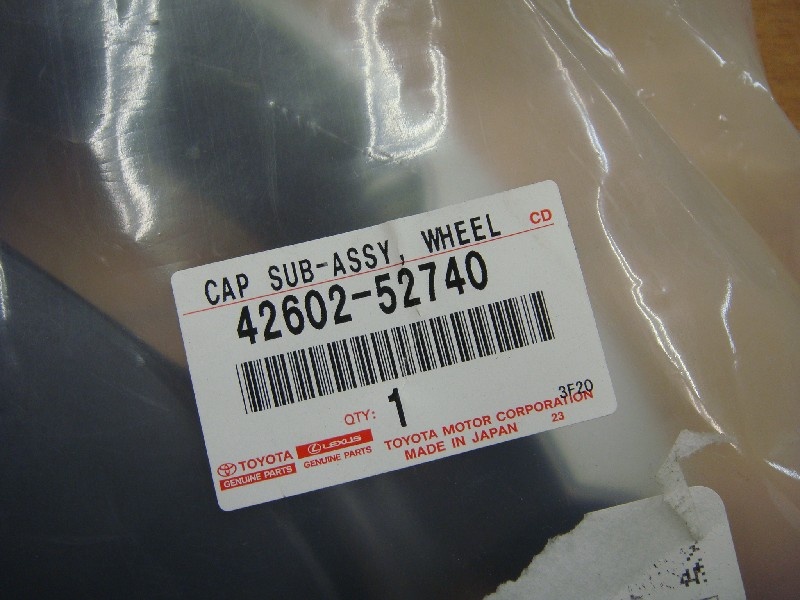 CD
CAP SUB-ASSY, WHEEL
42602-52740
QTY: 1
3F20
TOYOTA
GENUINE PARTS
LEXUS
GENUINE PARTS
TOYOTA MOTOR CORPORATION
MADE IN JAPAN 23